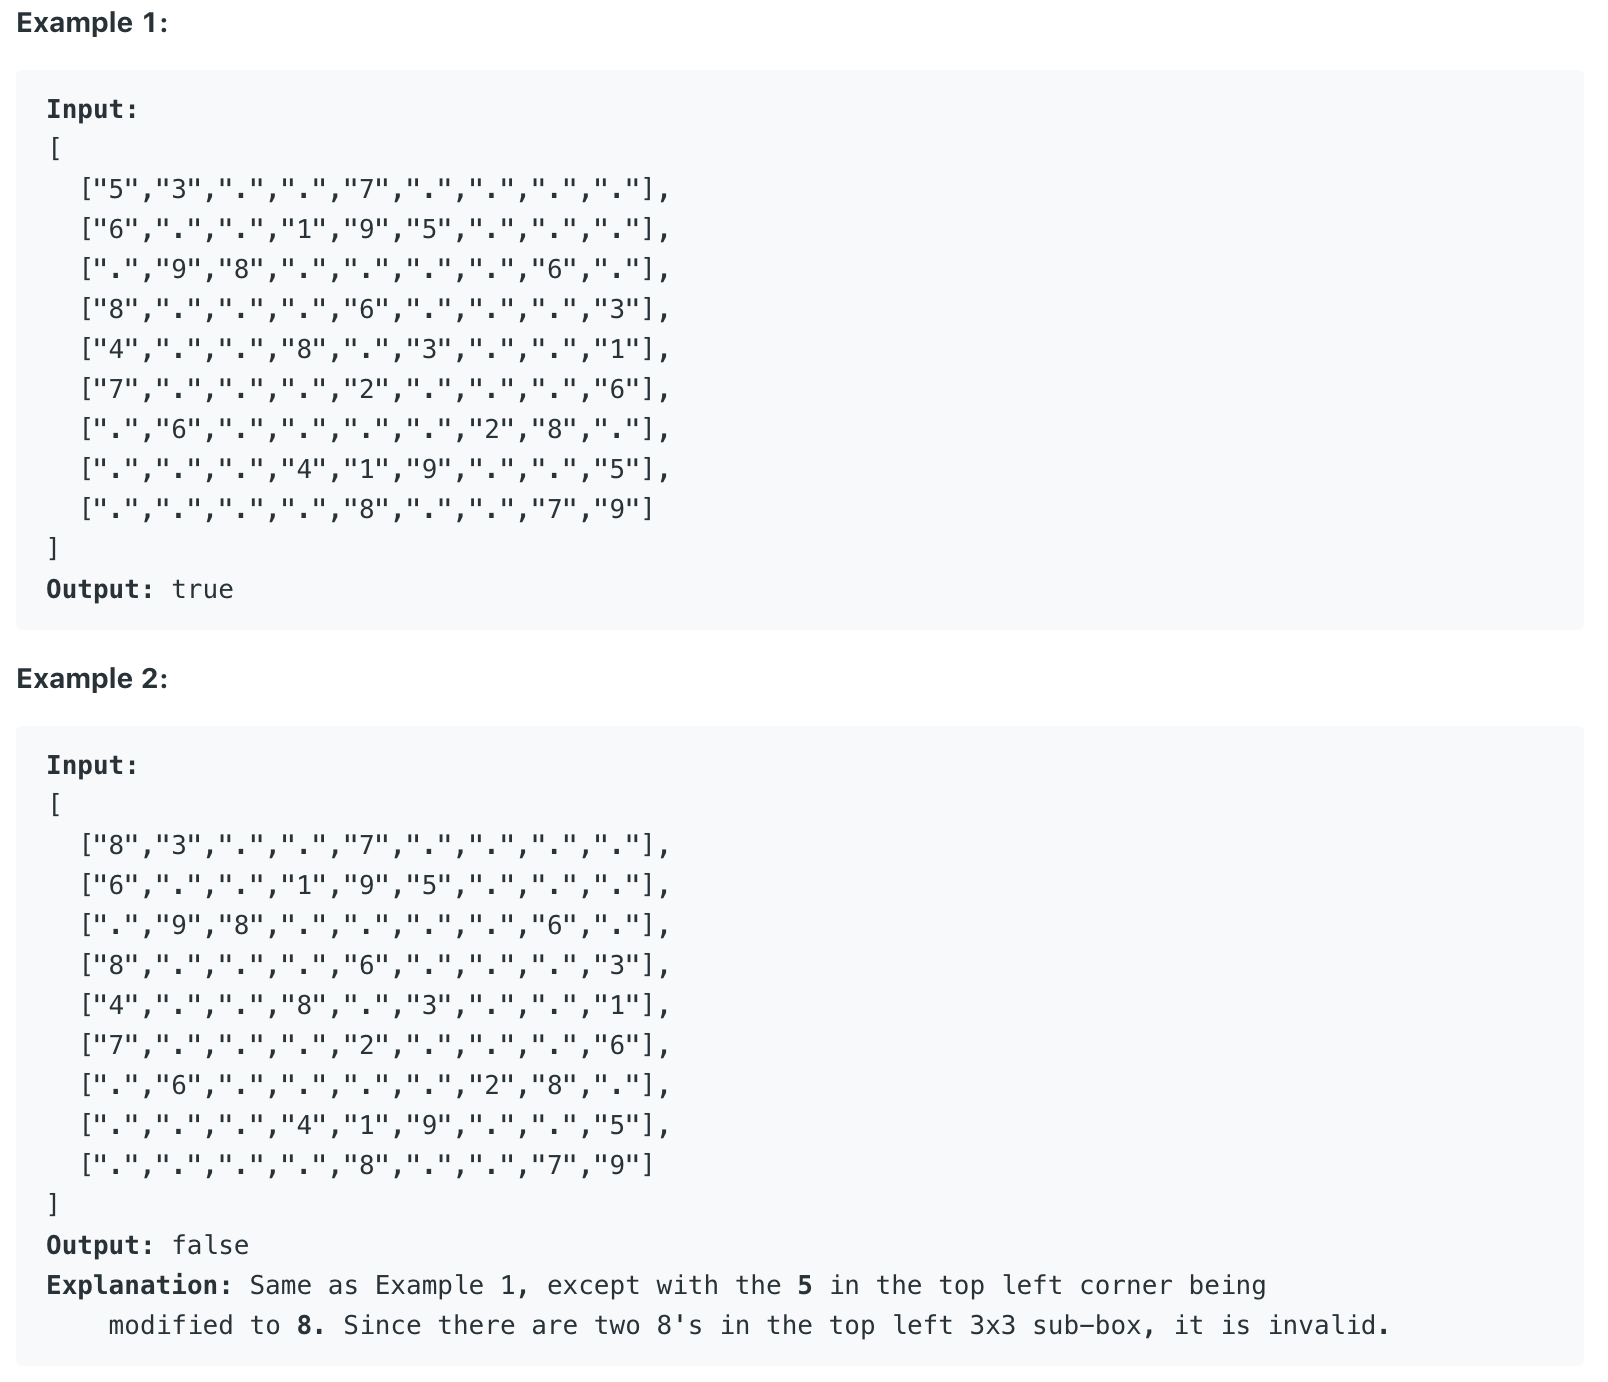 Example 1:
Input:
[
["5","3",".",".","7",".",".",".","."],
["6",".",".","1","9","5",".",".","."],
[".","9","8",".",".",".",".","6","."],
["8",".",".",".","6",".",".",".","3"],
["4",".",".","8",".","3",".",".","1"],
["7",".",".",".","2",".",".",".","6"],
[".","6",".",".",".",".","2","8","."],
[".",".",".","4","1","9",".",".","5"],
[".",".",".",".","8",".",".","7","9"]
]
Output: true
Example 2:
Input:
[
["8","3",".",".","7",".",".",".","."],
["6",".",".","1","9","5",".",".","."],
[".","9","8",".",".",".",".","6","."],
["8",".",".",".","6",".",".",".","3"],
["4",".",".","8",".","3",".",".","1"],
["7",".",".",".","2",".",".",".","6"],
[".","6",".",".",".",".","2","8","."],
[".",".",".","4","1","9",".",".","5"],
[".",".",".",".","8",".",".","7","9"]
]
Output: false
Explanation: Same as Example 1, except with the 5 in the top left corner being
modified to 8. Since there are two 8's in the top left 3x3 sub-box, it is invalid.